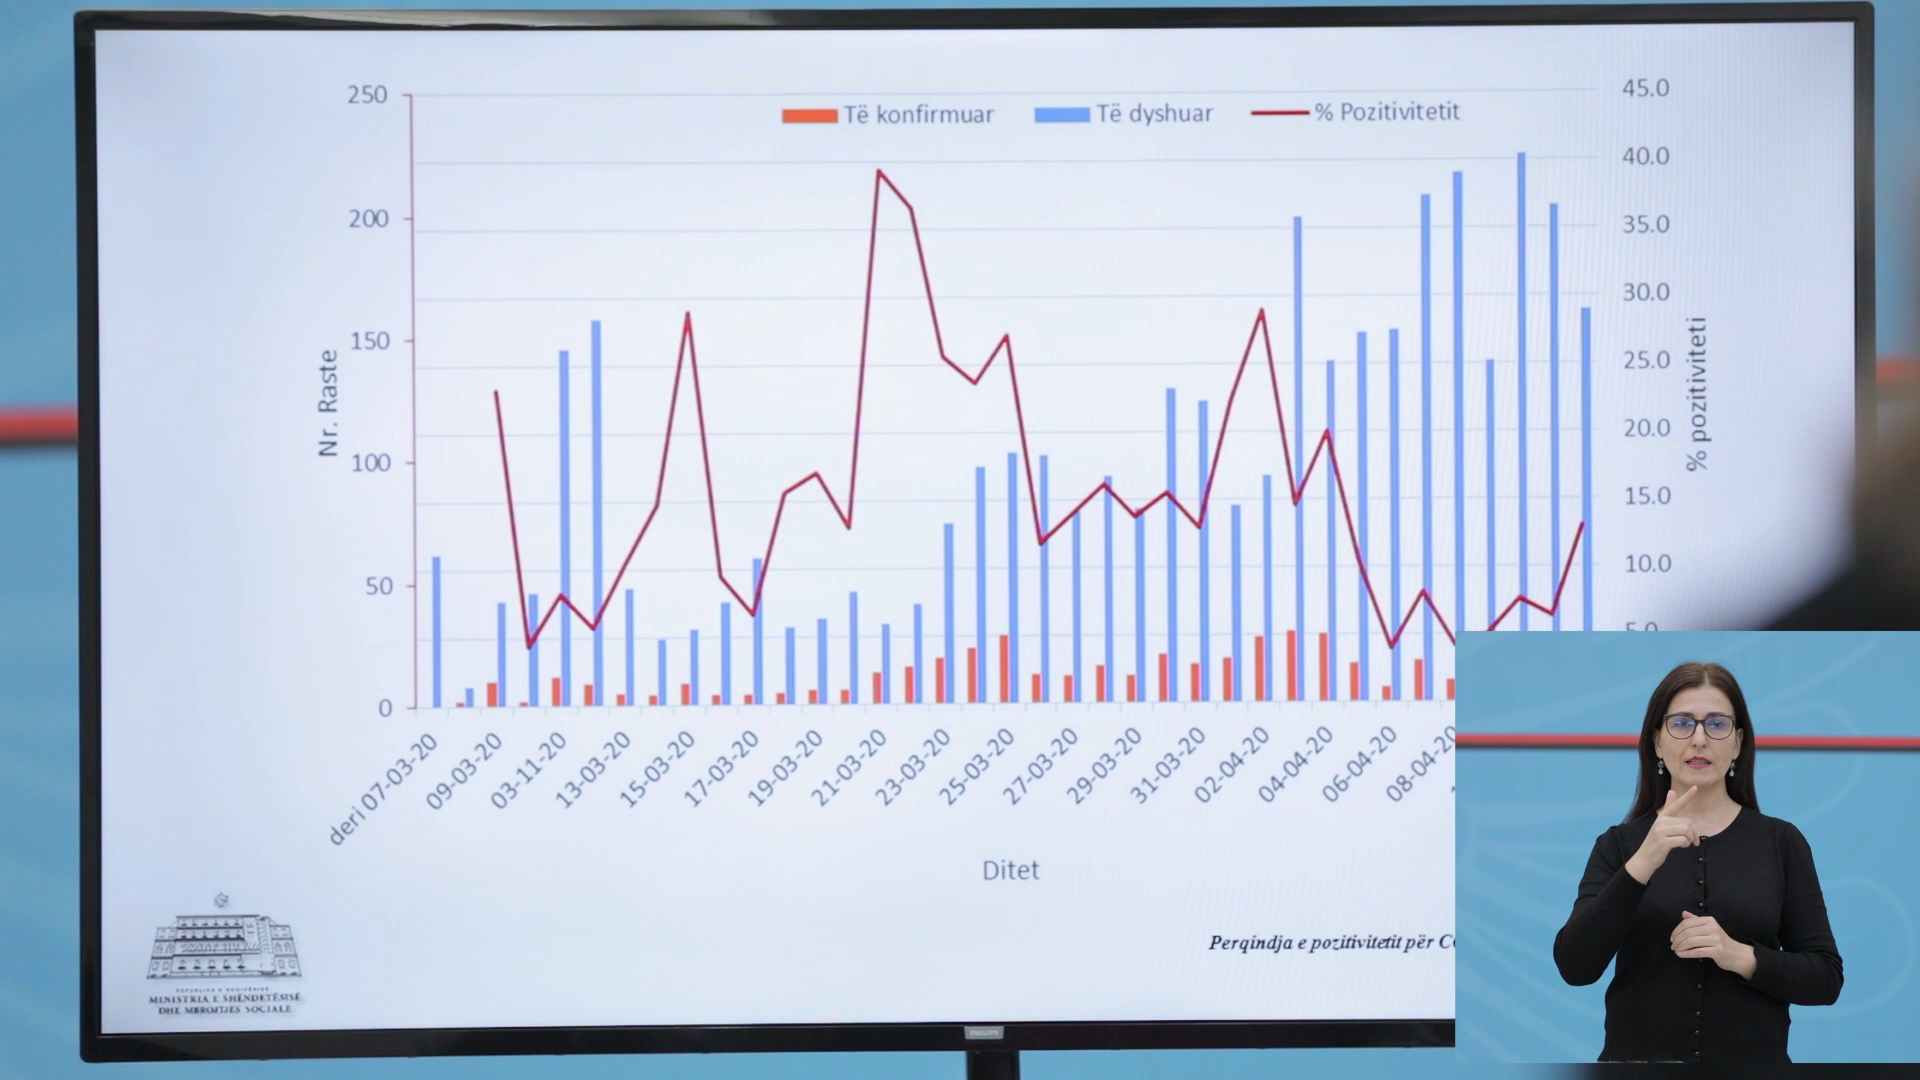 250
200
150
100
50
0
Nr. Raste
Të konfirmuar
Të dyshuar
% Pozitivitetit
45.0
40.0
35.0
30.0
25.0
20.0
15.0
10.0
% pozitiviteti
deri 07-03-20
09-03-20
03-11-20
13-03-20
15-03-20
17-03-20
19-03-20
21-03-20
23-03-20
25-03-20
27-03-20
29-03-20
31-03-20
02-04-20
04-04-20
06-04-20
08-04-20
Ditet
Perqindja e pozitivitetit për
REPUBLIKA E SHQIPËRISË
MINISTRIA E SHËNDETËSISË
DHE MBROJTJES SOCIALE
PHILIPS